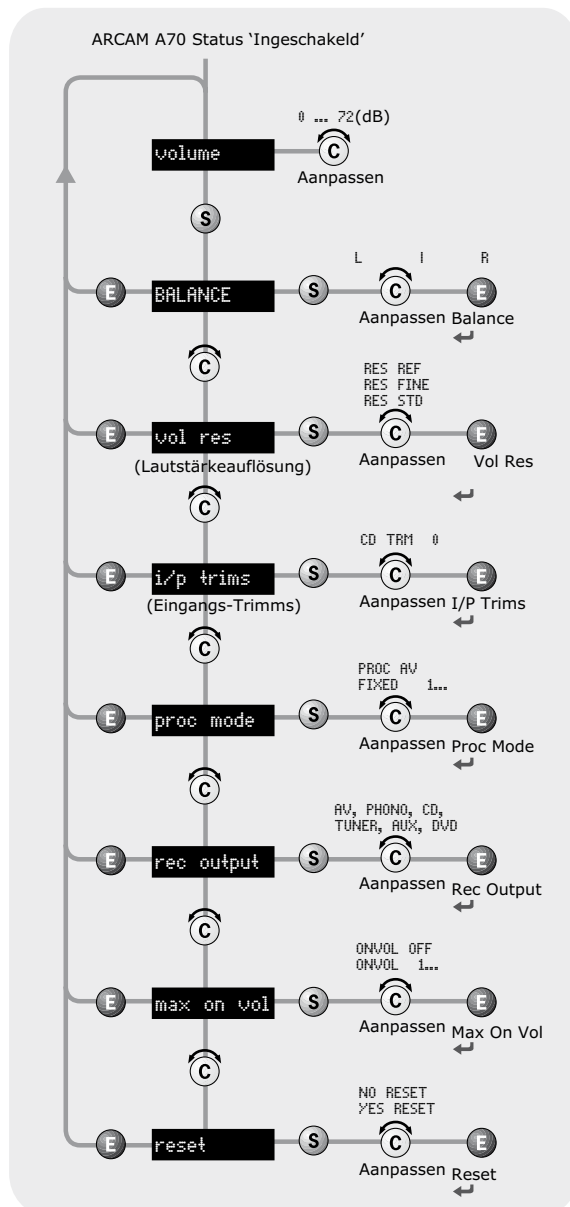 ARCAM A70 Status ‘Ingeschakeld’
0 ... 72(dB)
volume
C
Aanpassen
S
L I R
E BALANCE S C E
Aanpassen Balance
C
RES REF
RES FINE
RES STD
E vol res S C E
(Lautstärkeauflösung)
Aanpassen Vol Res
C
CD TRM 0
E i/p trims S C E
(Eingangs-Trimms)
Aanpassen I/P Trims
C
PROC AV
FIXED 1...
E proc mode S C E
Aanpassen Proc Mode
C
AV, PHONO, CD,
TUNER, AUX, DVD
E rec output S C E
Aanpassen Rec Output
C
ONVOL OFF
ONVOL 1...
E max on vol S C E
Aanpassen Max On Vol
C
NO RESET
YES RESET
E reset S C E
Aanpassen Reset